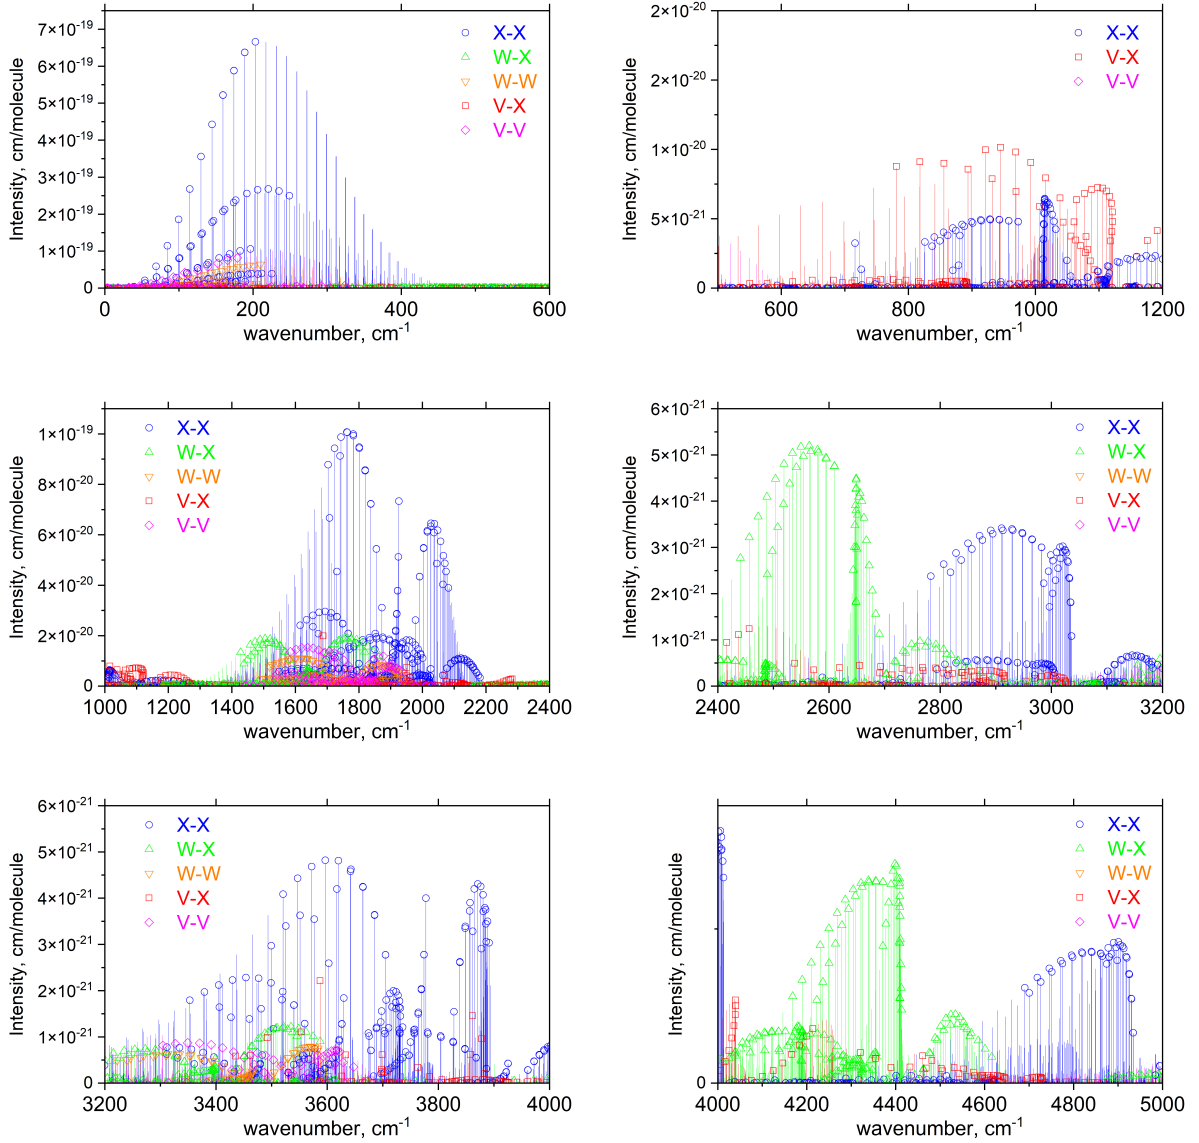 7×10⁻¹⁹
6×10⁻¹⁹
5×10⁻¹⁹
4×10⁻¹⁹
3×10⁻¹⁹
2×10⁻¹⁹
1×10⁻¹⁹
0
Intensity, cm/molecule
X-X
W-X
W-W
V-X
V-V
0 200 400 600
wavenumber, cm⁻¹
2×10⁻²⁰
2×10⁻²⁰
1×10⁻²⁰
5×10⁻²¹
0
Intensity, cm/molecule
X-X
V-X
V-V
600 800 1000 1200
wavenumber, cm⁻¹
1×10⁻¹⁹
8×10⁻²⁰
6×10⁻²⁰
4×10⁻²⁰
2×10⁻²⁰
0
Intensity, cm/molecule
X-X
W-X
W-W
V-X
V-V
1000 1200 1400 1600 1800 2000 2200 2400
wavenumber, cm⁻¹
6×10⁻²¹
5×10⁻²¹
4×10⁻²¹
3×10⁻²¹
2×10⁻²¹
1×10⁻²¹
0
Intensity, cm/molecule
X-X
W-X
W-W
V-X
V-V
2400 2600 2800 3000 3200
wavenumber, cm⁻¹
6×10⁻²¹
5×10⁻²¹
4×10⁻²¹
3×10⁻²¹
2×10⁻²¹
1×10⁻²¹
0
Intensity, cm/molecule
X-X
W-X
W-W
V-X
V-V
3200 3400 3600 3800 4000
wavenumber, cm⁻¹
0
Intensity, cm/molecule
X-X
W-X
W-W
V-X
V-V
4000 4200 4400 4600 4800 5000
wavenumber, cm⁻¹